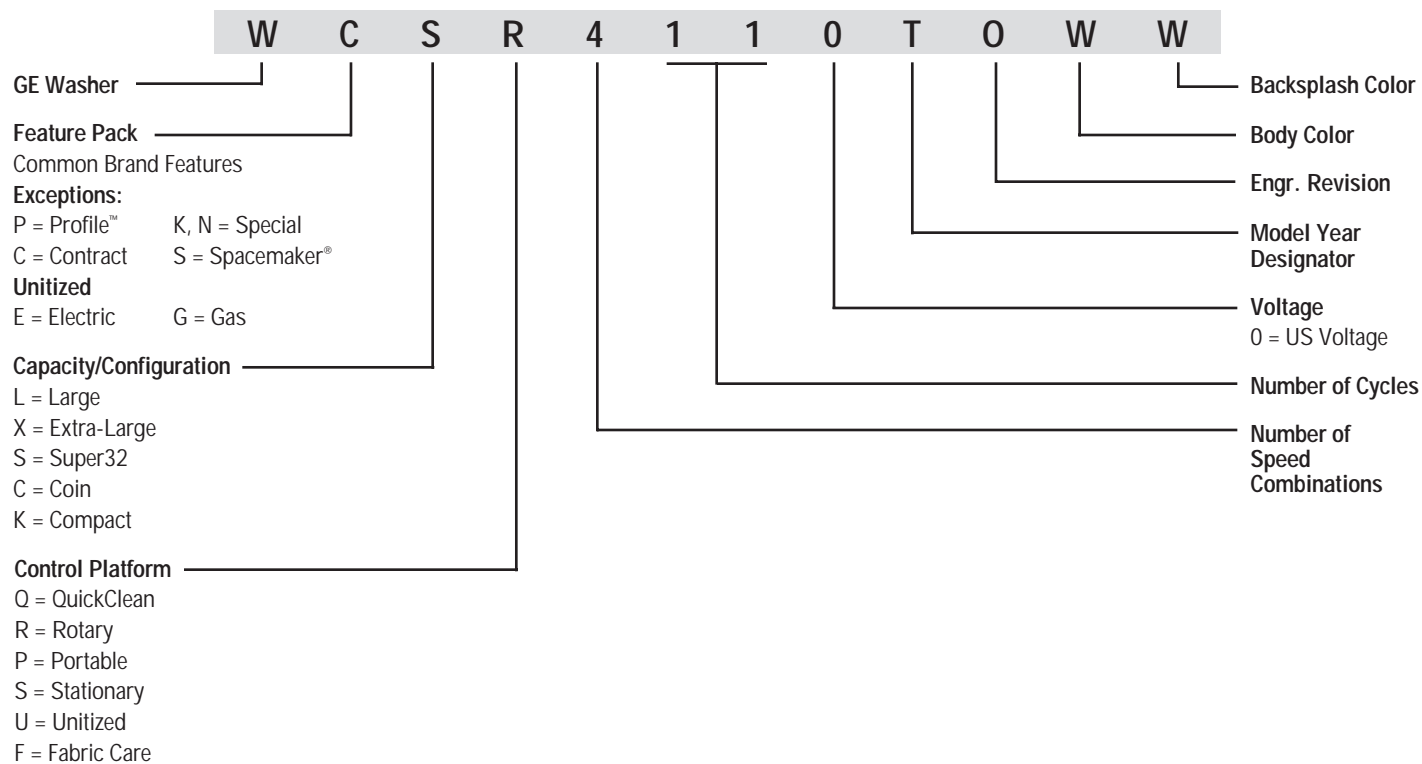 W C S R 4 1 1 0 T O W W
GE Washer
Feature Pack
Common Brand Features
Exceptions:
P = Profile™ K, N = Special
C = Contract S = Spacemaker®
Unitized
E = Electric G = Gas
Capacity/Configuration
L = Large
X = Extra-Large
S = Super32
C = Coin
K = Compact
Control Platform
Q = QuickClean
R = Rotary
P = Portable
S = Stationary
U = Unitized
F = Fabric Care
Backsplash Color
Body Color
Engr. Revision
Model Year
Designator
Voltage
0 = US Voltage
Number of Cycles
Number of
Speed
Combinations